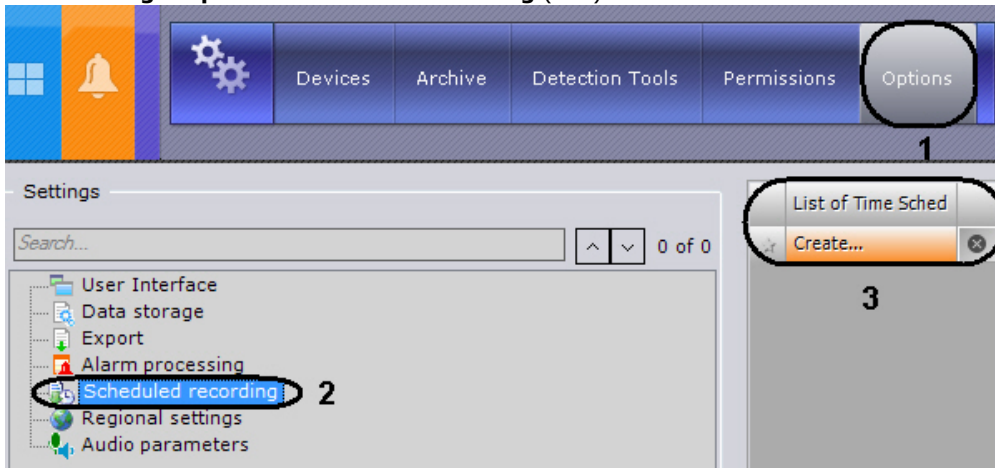 Devices Archive Detection Tools Permissions Options
1
Settings
Search...
0 of 0
User Interface
Data storage
Export
Alarm processing
Scheduled recording
2
Regional settings
Audio parameters
List of Time Sched
Create...
3